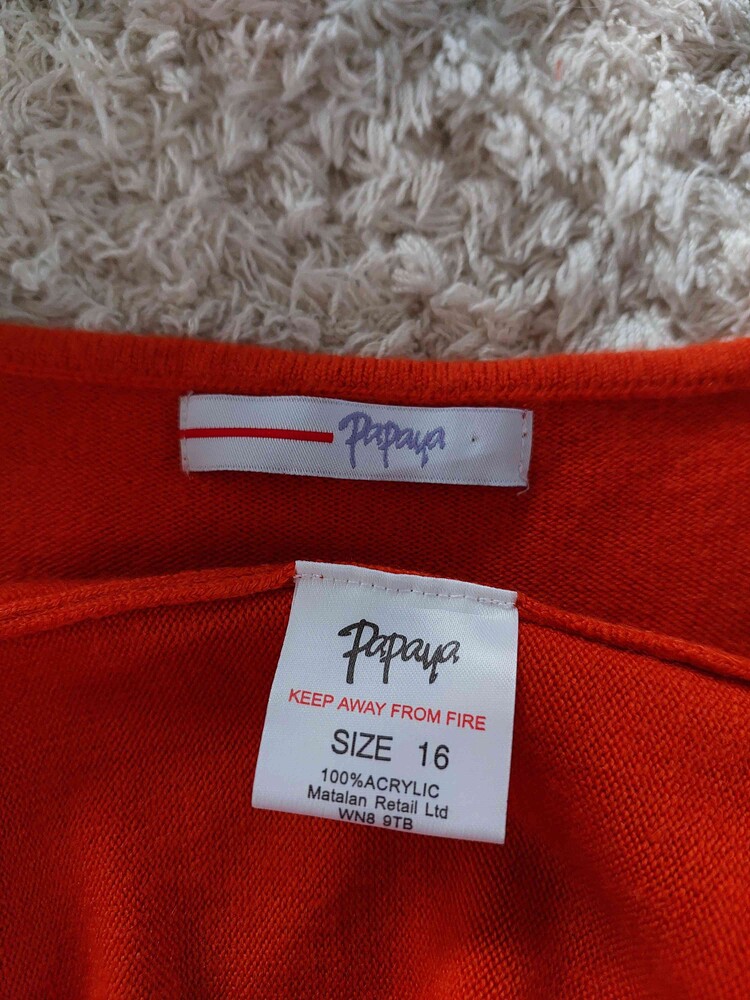 Papaya
Papaya
KEEP AWAY FROM FIRE
SIZE 16
100%ACRYLIC
Matalan Retail Ltd
WN8 9TB